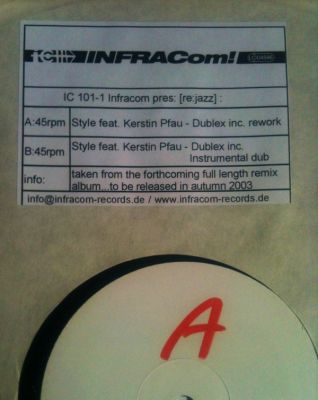 INFRACom!
IC 101-1 Infracom pres: [re:jazz] :
A:45rpm Style feat. Kerstin Pfau - Dublex inc. rework
B:45rpm Style feat. Kerstin Pfau - Dublex inc.
Instrumental dub
info: taken from the forthcoming full length remix
album...to be released in autumn 2003
info@infracom-records.de / www.infracom-records.de
A